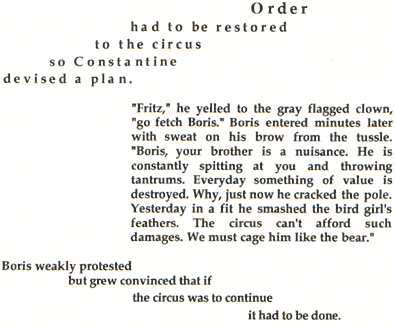 Order
had to be restored
to the circus
so Constantine
devised a plan.
"Fritz," he yelled to the gray flagged clown,
"go fetch Boris." Boris entered minutes later
with sweat on his brow from the tussle.
"Boris, your brother is a nuisance. He is
constantly spitting at you and throwing
tantrums. Everyday something of value is
destroyed. Why, just now he cracked the pole.
Yesterday in a fit he smashed the bird girl's
feathers. The circus can't afford such
damages. We must cage him like the bear."
Boris weakly protested
but grew convinced that if
the circus was to continue
it had to be done.